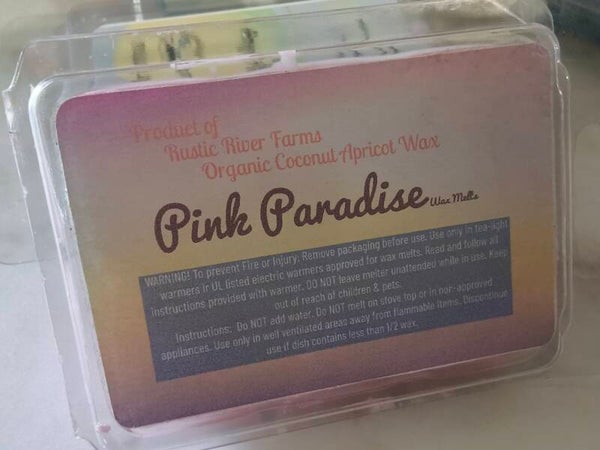 Product of
Rustic River Farms
Organic Coconut Apricot Wax
Pink Paradise Wax Melts
WARNING! To prevent Fire or Injury. Remove packaging before use. Use only in tea-light
warmers ir UL listed electric warmers approved for wax melts. Read and follow all
instructions provided with warmer. DO NOT leave melter unattended while in use. Keep
out of reach of children & pets.
Instructions: Do NOT add water. Do NOT melt on stove top or in nor-approved
appliances. Use only in well ventilated areas away from flammable items. Discontinue
use if dish contains less than 1/2 wax.